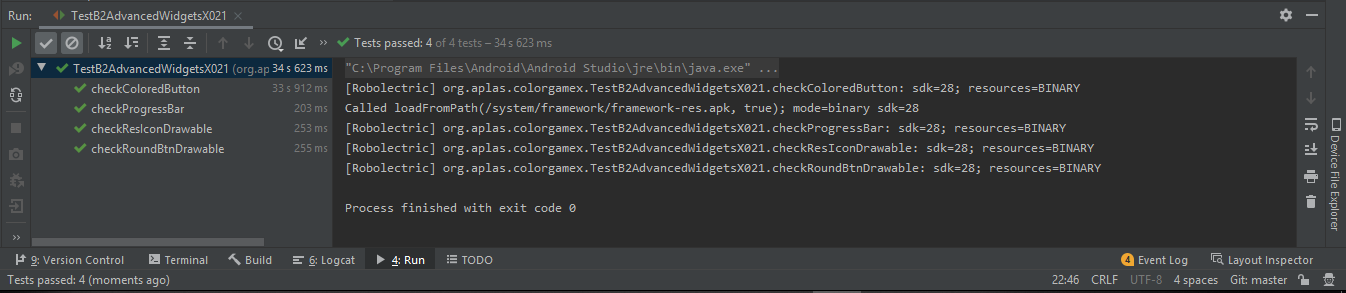 Run: TestB2AdvancedWidgetsX021
Tests passed: 4 of 4 tests – 34 s 623 ms
TestB2AdvancedWidgetsX021 (org.ap 34 s 623 ms
checkColoredButton 33 s 912 ms
checkProgressBar 203 ms
checkResIconDrawable 253 ms
checkRoundBtnDrawable 255 ms
"C:\Program Files\Android\Android Studio\jre\bin\java.exe" ...
[Robolectric] org.aplas.colorgamex.TestB2AdvancedWidgetsX021.checkColoredButton: sdk=28; resources=BINARY
Called loadFromPath(/system/framework/framework-res.apk, true); mode=binary sdk=28
[Robolectric] org.aplas.colorgamex.TestB2AdvancedWidgetsX021.checkProgressBar: sdk=28; resources=BINARY
[Robolectric] org.aplas.colorgamex.TestB2AdvancedWidgetsX021.checkResIconDrawable: sdk=28; resources=BINARY
[Robolectric] org.aplas.colorgamex.TestB2AdvancedWidgetsX021.checkRoundBtnDrawable: sdk=28; resources=BINARY
Process finished with exit code 0
Device File Explorer
9: Version Control Terminal Build 6: Logcat 4: Run TODO 4 Event Log Layout Inspector
Tests passed: 4 (moments ago) 22:46 CRLF UTF-8 4 spaces Git: master